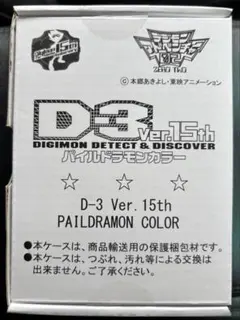 15th
デジモンアドベンチャー
02
ZERO TWO
© 本郷あきよし・東映アニメーション
D-3 Ver.15th
DIGIMON DETECT & DISCOVER
パイルドラモンカラー
☆ ☆ ☆
D-3 Ver.15th
PAILDRAMON COLOR
●本ケースは、商品輸送用の保護梱包材です。
●本ケースは、つぶれ、汚れ等による交換は
出来ません。ご了承ください。